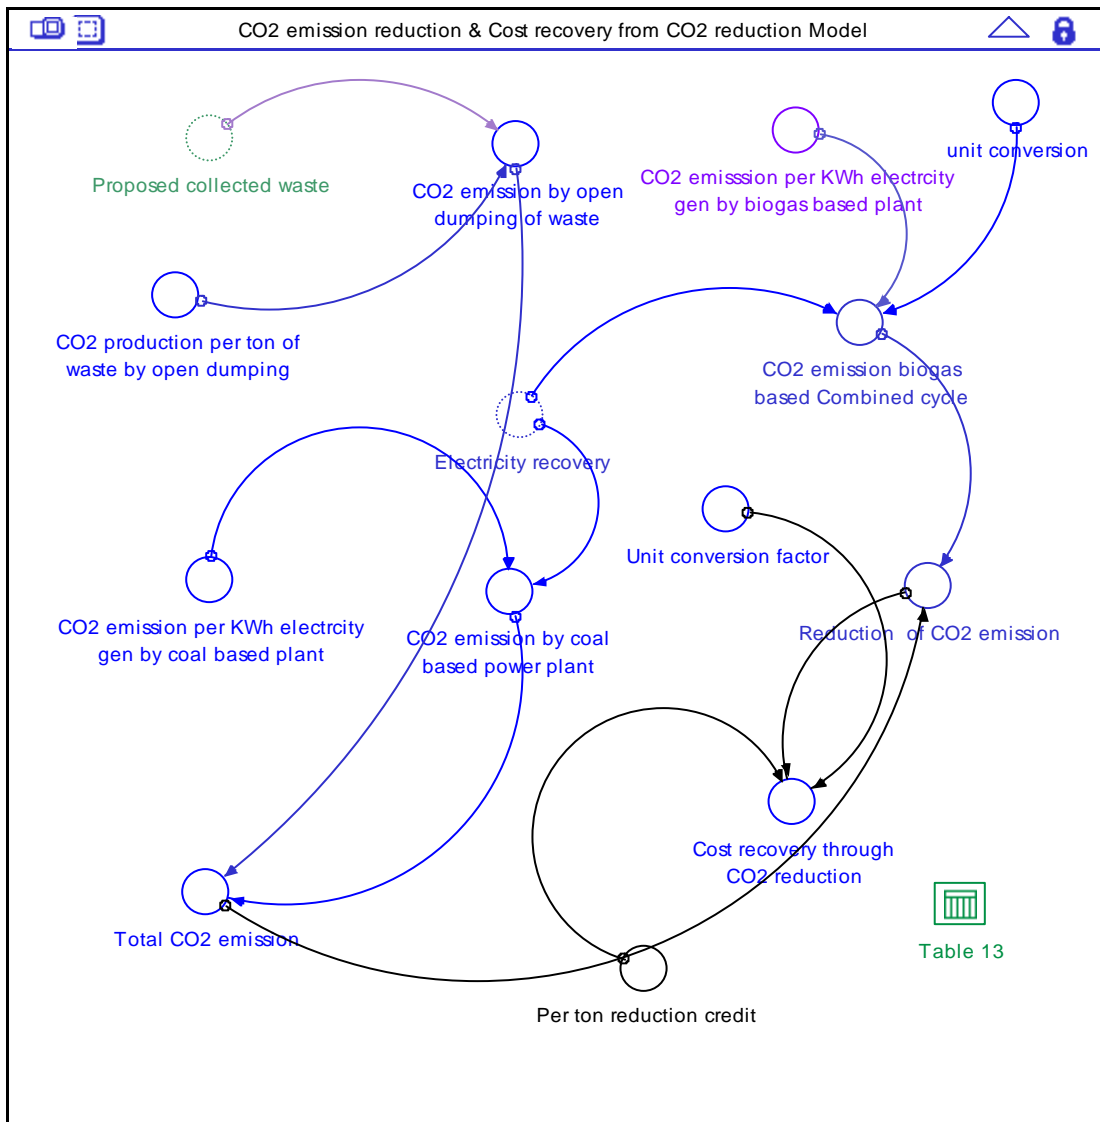 CO2 emission reduction & Cost recovery from CO2 reduction Model
Proposed collected waste
CO2 emission by open
dumping of waste
CO2 emisssion per KWh electrcity
gen by biogas based plant
unit conversion
CO2 production per ton of
waste by open dumping
CO2 emission biogas
based Combined cycle
Electricity recovery
Unit conversion factor
CO2 emission per KWh electrcity
gen by coal based plant
CO2 emission by coal
based power plant
Reduction of CO2 emission
Cost recovery through
CO2 reduction
Total CO2 emission
Table 13
Per ton reduction credit